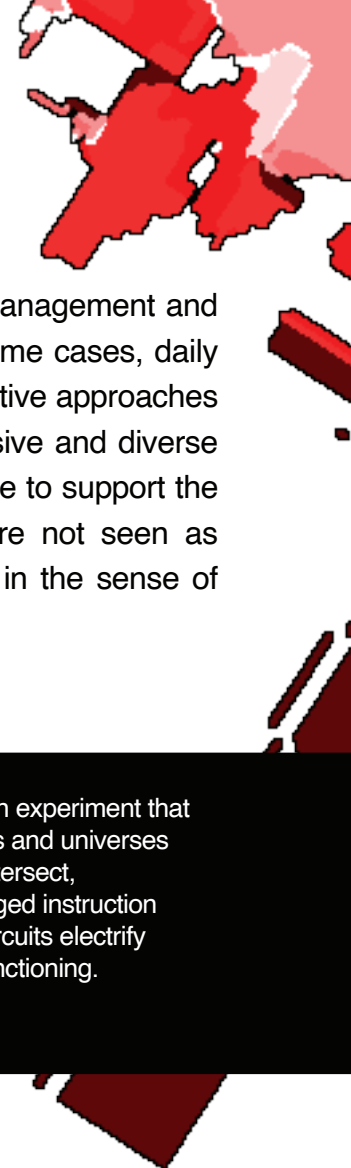 anagement and
me cases, daily
tive approaches
sive and diverse
e to support the
re not seen as
in the sense of
n experiment that
s and universes
tersect,
ged instruction
rcuits electrify
nctioning.